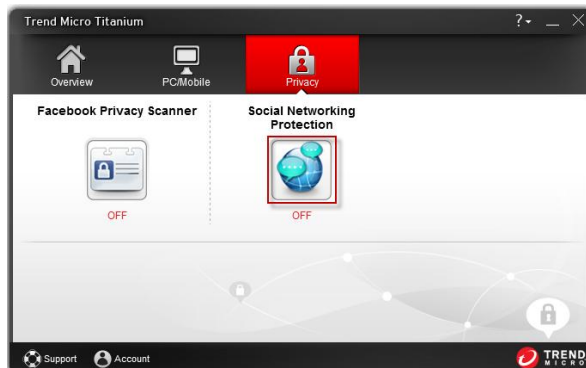 Trend Micro Titanium
?
Overview
PC/Mobile
Privacy
Facebook Privacy Scanner
Social Networking
Protection
OFF
OFF
Support
Account
TREND
MICRO